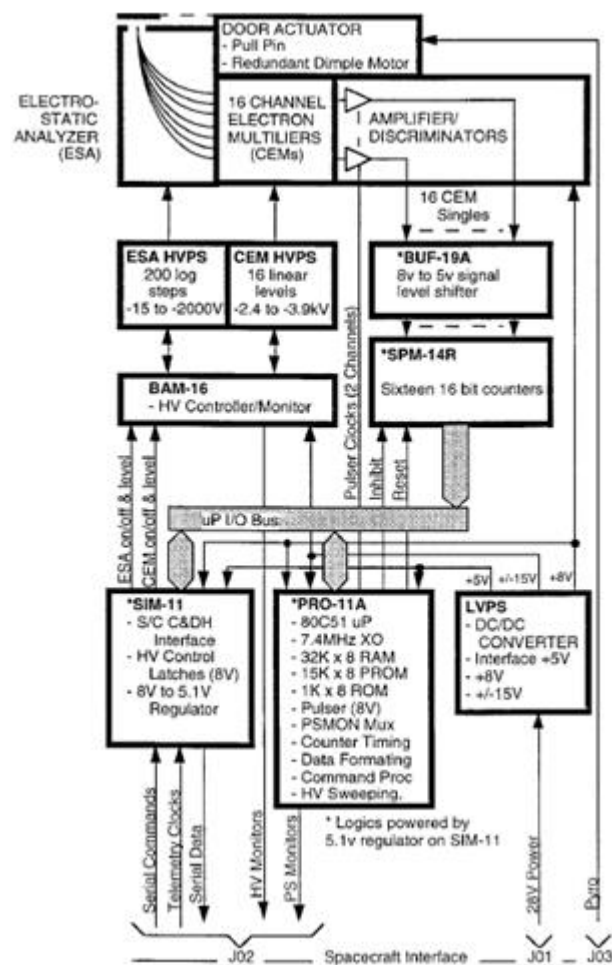 DOOR ACTUATOR
- Pull Pin
- Redundant Dimple Motor
ELECTRO-
STATIC
ANALYZER
(ESA)
16 CHANNEL
ELECTRON
MULTILIERS
(CEMs)
AMPLIFIER/
DISCRIMINATORS
16 CEM
Singles
ESA HVPS
200 log
steps
-15 to -2000V
CEM HVPS
16 linear
levels
-2.4 to -3.9kV
*BUF-19A
8v to 5v signal
level shifter
*SPM-14R
Sixteen 16 bit counters
BAM-16
- HV Controller/Monitor
Pulser Clocks (2 Channels)
Inhibit
Reset
ESA on/off & level
CEM on/off & level
uP I/O Bus
+5V
+/-15V
+8V
*SIM-11
- S/C C&DH
Interface
- HV Control
Latches (8V)
- 8V to 5.1V
Regulator
*PRO-11A
- 80C51 uP
- 7.4MHz XO
- 32K x 8 RAM
- 15K x 8 PROM
- 1K x 8 ROM
- Pulser (8V)
- PSMON Mux
- Counter Timing
- Data Formating
- Command Proc
- HV Sweeping.
LVPS
- DC/DC
CONVERTER
- Interface +5V
- +8V
- +/-15V
* Logics powered by
5.1v regulator on SIM-11
Serial Commands
Telemetry Clocks
Serial Data
HV Monitors
PS Monitors
28V Power
Pyro
J02
Spacecraft Interface
J01
J03